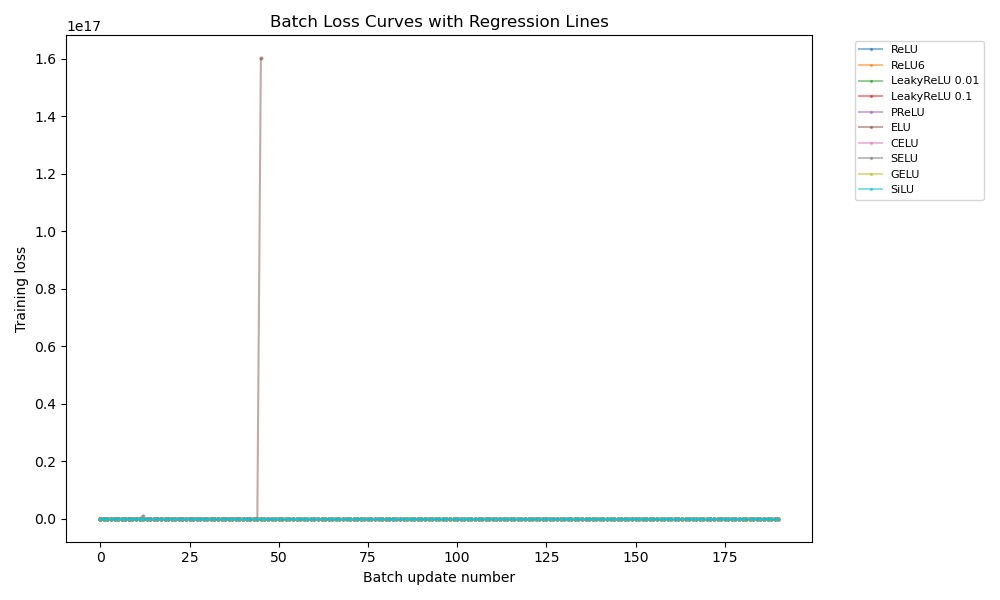 Batch Loss Curves with Regression Lines
1e17
1.6
1.4
1.2
1.0
0.8
0.6
0.4
0.2
0.0
Training loss
0 25 50 75 100 125 150 175
Batch update number
ReLU
ReLU6
LeakyReLU 0.01
LeakyReLU 0.1
PReLU
ELU
CELU
SELU
GELU
SiLU